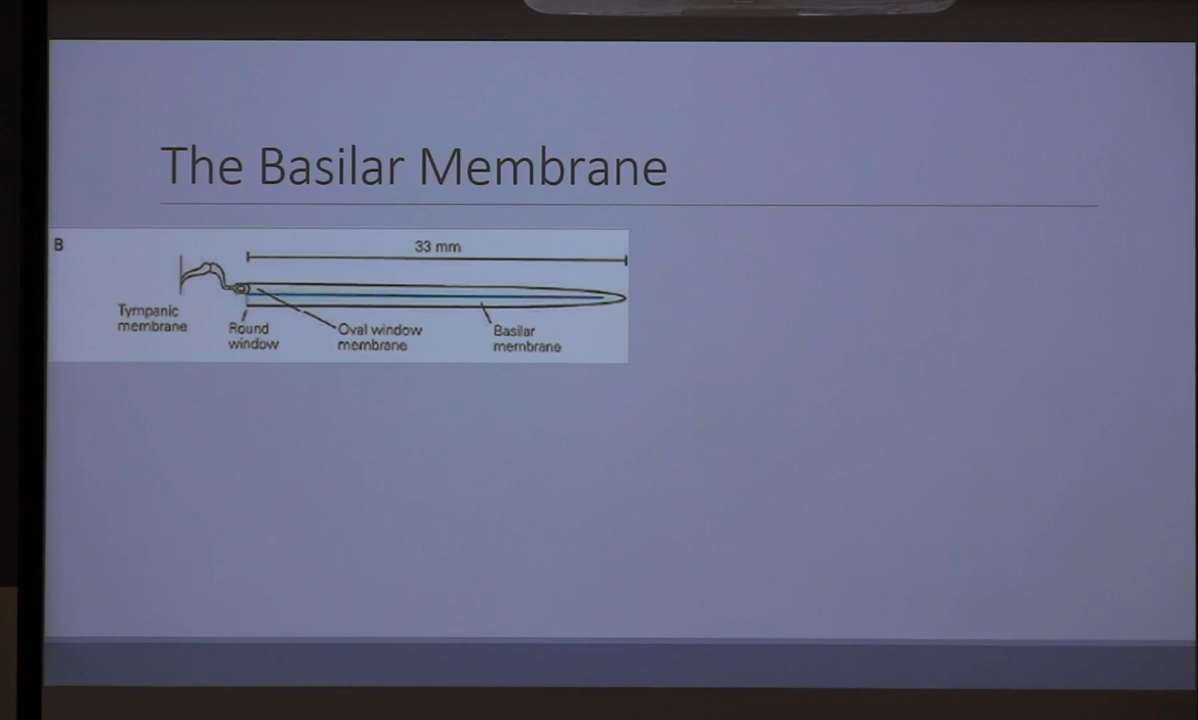 The Basilar Membrane
B
33 mm
Tympanic
membrane
Round
window
Oval window
membrane
Basilar
membrane